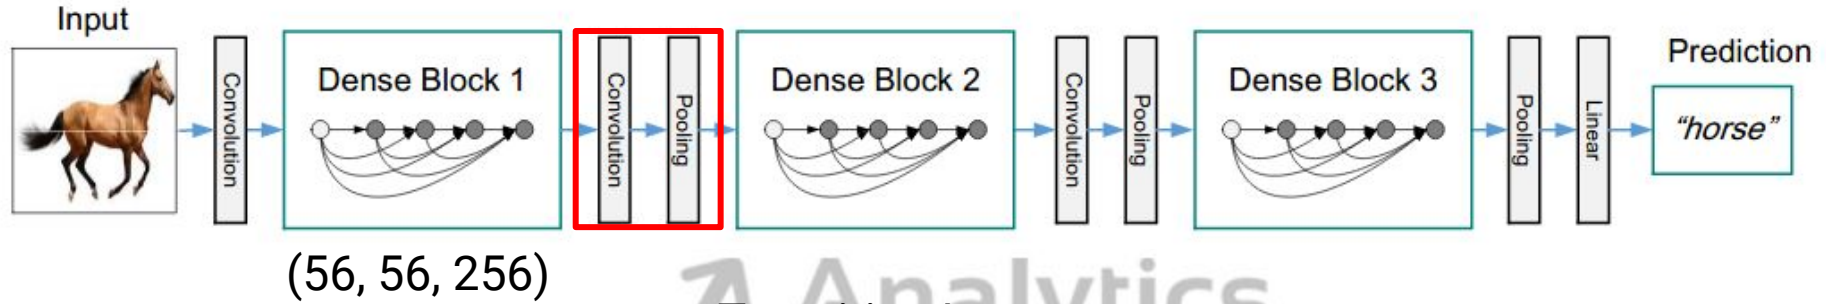 Input
Convolution
Dense Block 1
Convolution
Pooling
Dense Block 2
Convolution
Pooling
Dense Block 3
Pooling
Linear
Prediction
"horse"
(56, 56, 256)
Analytics